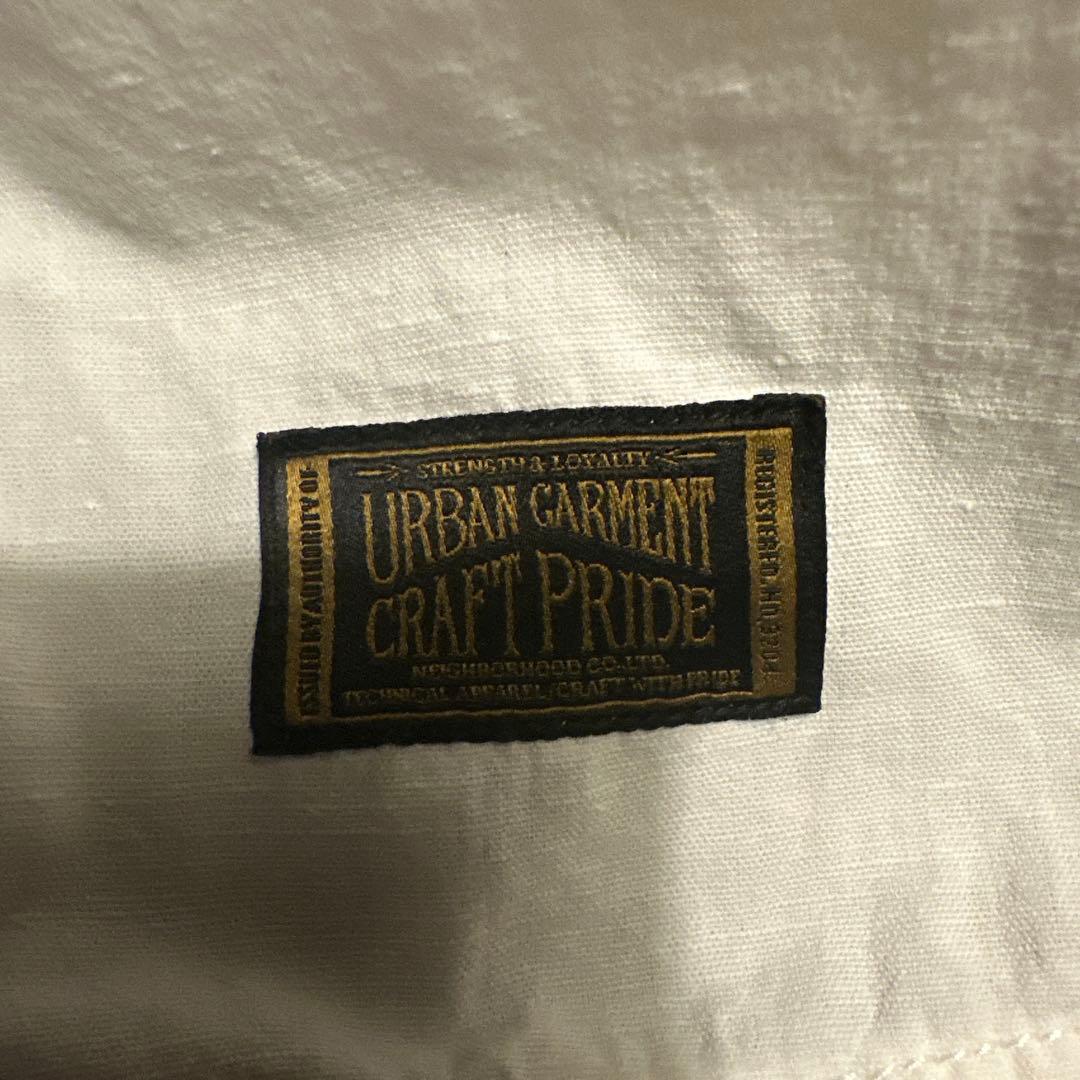 STRENGTH & LOYALTY
URBAN GARMENT
CRAFT PRIDE
NEIGHBORHOOD CO., LTD.
TECHNICAL APPAREL/CRAFT WITH PRIDE
ISSUED BY/AUTHORITY OF
REGISTERED.